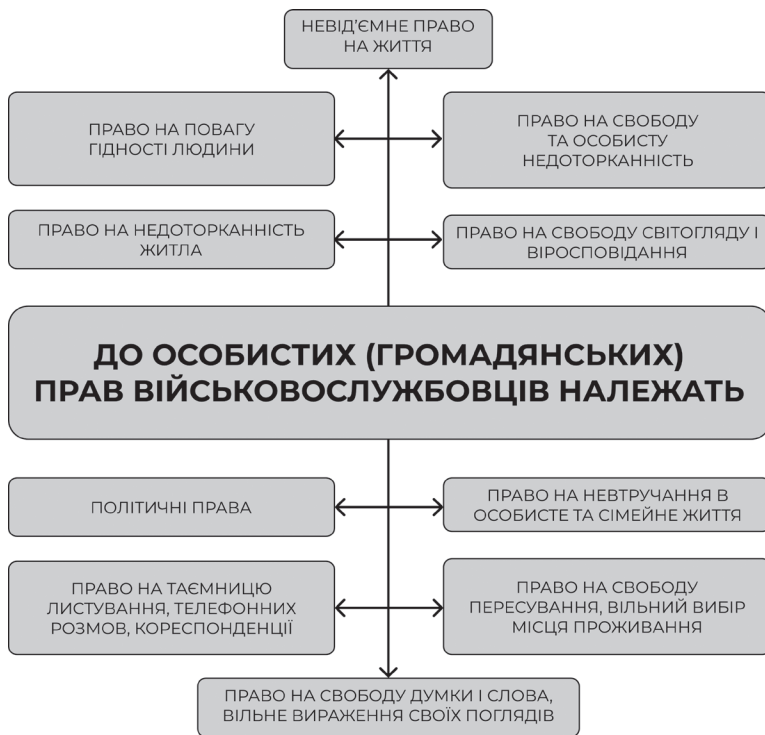 НЕВІД’ЄМНЕ ПРАВО
НА ЖИТТЯ
ПРАВО НА ПОВАГУ
ГІДНОСТІ ЛЮДИНИ
ПРАВО НА СВОБОДУ
ТА ОСОБИСТУ
НЕДОТОРКАННІСТЬ
ПРАВО НА НЕДОТОРКАННІСТЬ
ЖИТЛА
ПРАВО НА СВОБОДУ СВІТОГЛЯДУ І
ВІРОСПОВІДАННЯ
ДО ОСОБИСТИХ (ГРОМАДЯНСЬКИХ)
ПРАВ ВІЙСЬКОВОСЛУЖБОВЦІВ НАЛЕЖАТЬ
ПОЛІТИЧНІ ПРАВА
ПРАВО НА НЕВТРУЧАННЯ В
ОСОБИСТЕ ТА СІМЕЙНЕ ЖИТТЯ
ПРАВО НА ТАЄМНИЦЮ
ЛИСТУВАННЯ, ТЕЛЕФОННИХ
РОЗМОВ, КОРЕСПОНДЕНЦІЇ
ПРАВО НА СВОБОДУ
ПЕРЕСУВАННЯ, ВІЛЬНИЙ ВИБІР
МІСЦЯ ПРОЖИВАННЯ
ПРАВО НА СВОБОДУ ДУМКИ І СЛОВА,
ВІЛЬНЕ ВИРАЖЕННЯ СВОЇХ ПОГЛЯДІВ